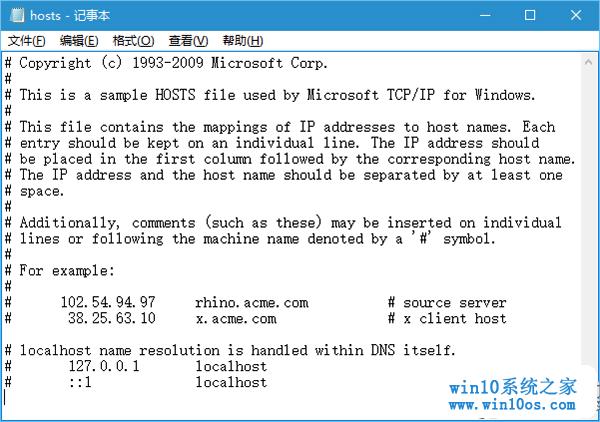 hosts - 记事本
文件(F) 编辑(E) 格式(O) 查看(V) 帮助(H)
# Copyright (c) 1993-2009 Microsoft Corp.
#
# This is a sample HOSTS file used by Microsoft TCP/IP for Windows.
#
# This file contains the mappings of IP addresses to host names. Each
# entry should be kept on an individual line. The IP address should
# be placed in the first column followed by the corresponding host name.
# The IP address and the host name should be separated by at least one
# space.
#
# Additionally, comments (such as these) may be inserted on individual
# lines or following the machine name denoted by a '#' symbol.
#
# For example:
#
#      102.54.94.97     rhino.acme.com          # source server
#       38.25.63.10     x.acme.com              # x client host

# localhost name resolution is handled within DNS itself.
#       127.0.0.1       localhost
#       ::1             localhost
win10系统之家
www.win10os.com